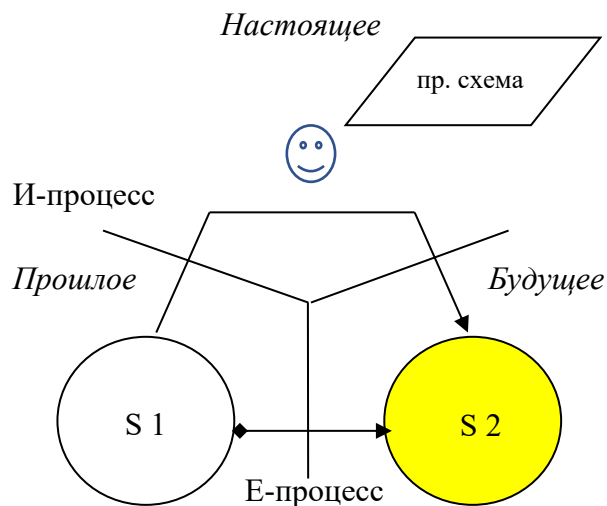 Настоящее
пр. схема
И-процесс
Прошлое
Будущее
S 1
S 2
Е-процесс